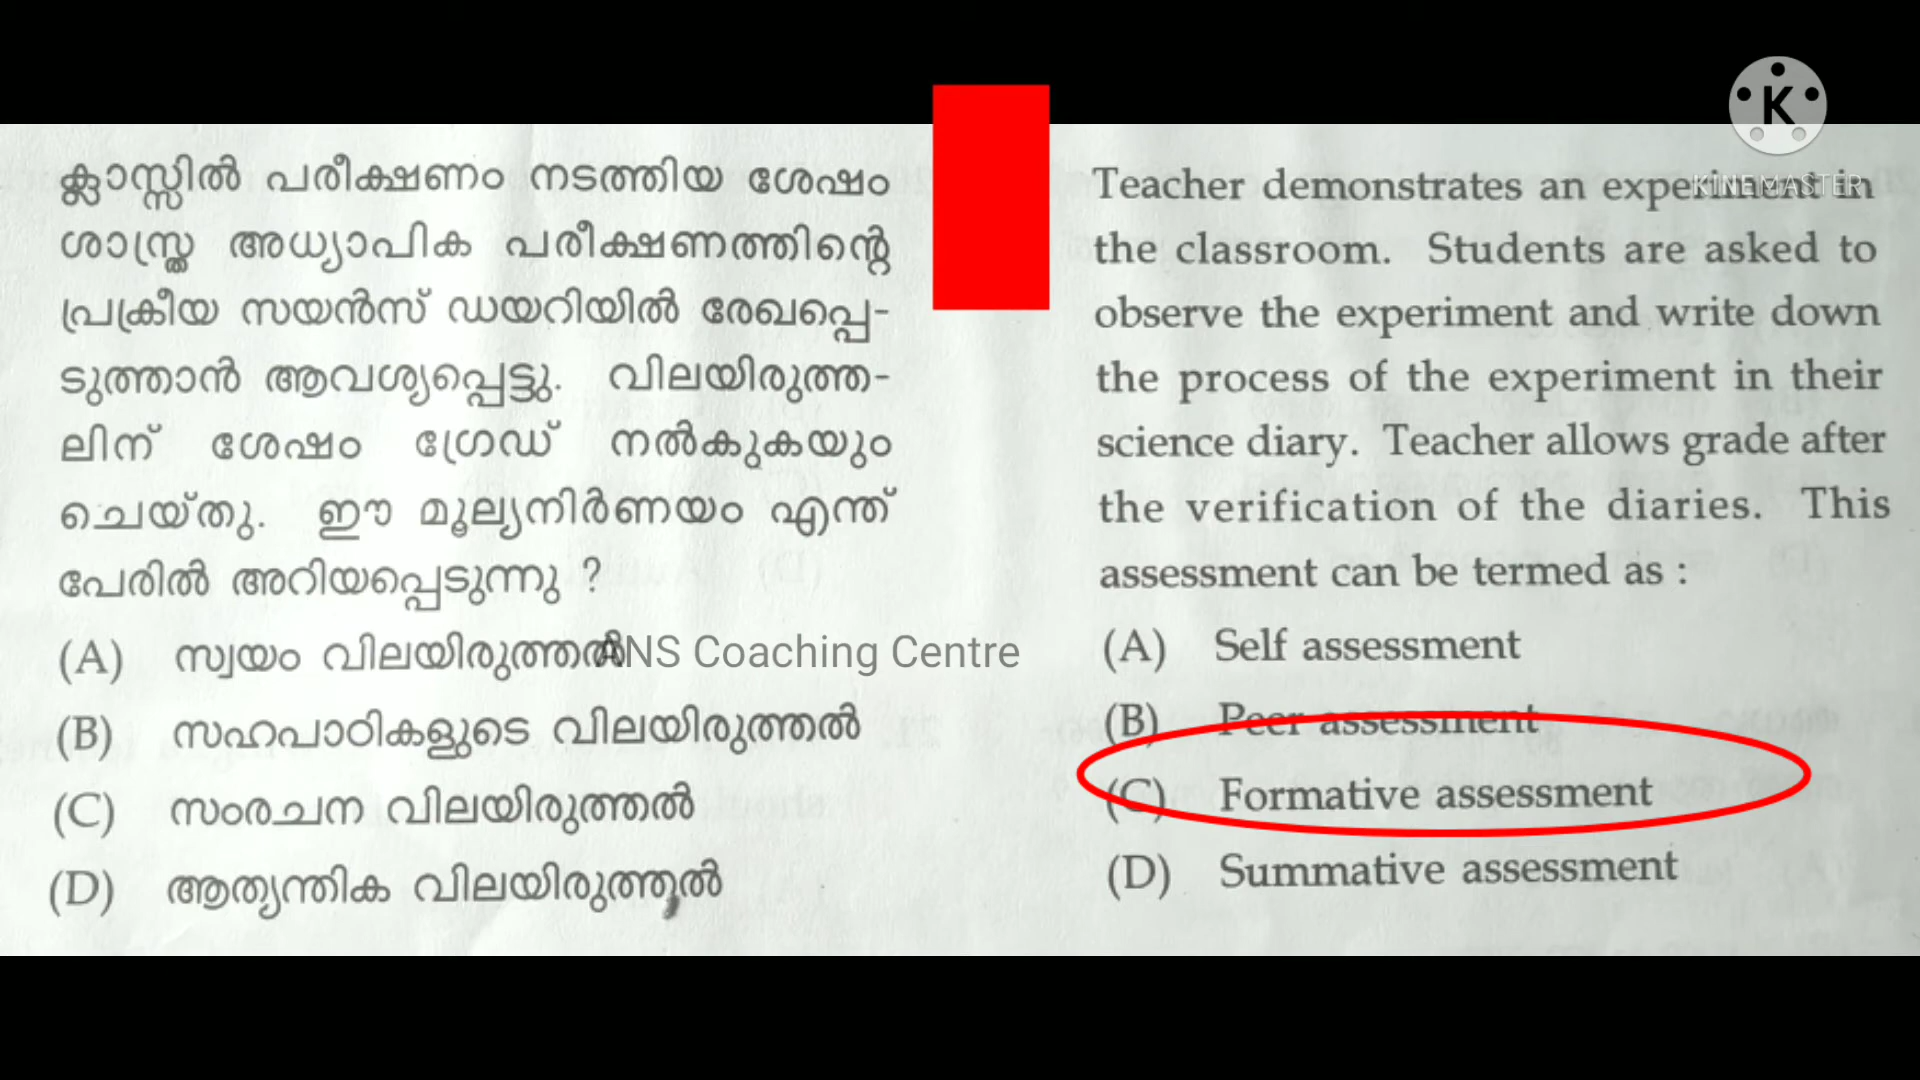 ക്ലാസ്സിൽ പരീക്ഷണം നടത്തിയ ശേഷം
ശാസ്ത്ര അധ്യാപിക പരീക്ഷണത്തിന്റെ
പ്രക്രീയ സയൻസ് ഡയറിയിൽ രേഖപ്പെ-
ടുത്താൻ ആവശ്യപ്പെട്ടു. വിലയിരുത്ത-
ലിന് ശേഷം ഗ്രേഡ് നൽകുകയും
ചെയ്തു. ഈ മൂല്യനിർണയം എന്ത്
പേരിൽ അറിയപ്പെടുന്നു ?
(A) സ്വയം വിലയിരുത്തൽ
(B) സഹപാഠികളുടെ വിലയിരുത്തൽ
(C) സംരചന വിലയിരുത്തൽ
(D) ആത്യന്തിക വിലയിരുത്തൽ
ANS Coaching Centre
K
KINEMASTER
Teacher demonstrates an experiment in
the classroom. Students are asked to
observe the experiment and write down
the process of the experiment in their
science diary. Teacher allows grade after
the verification of the diaries. This
assessment can be termed as :
(A) Self assessment
(B) Peer assessment
(C) Formative assessment
(D) Summative assessment